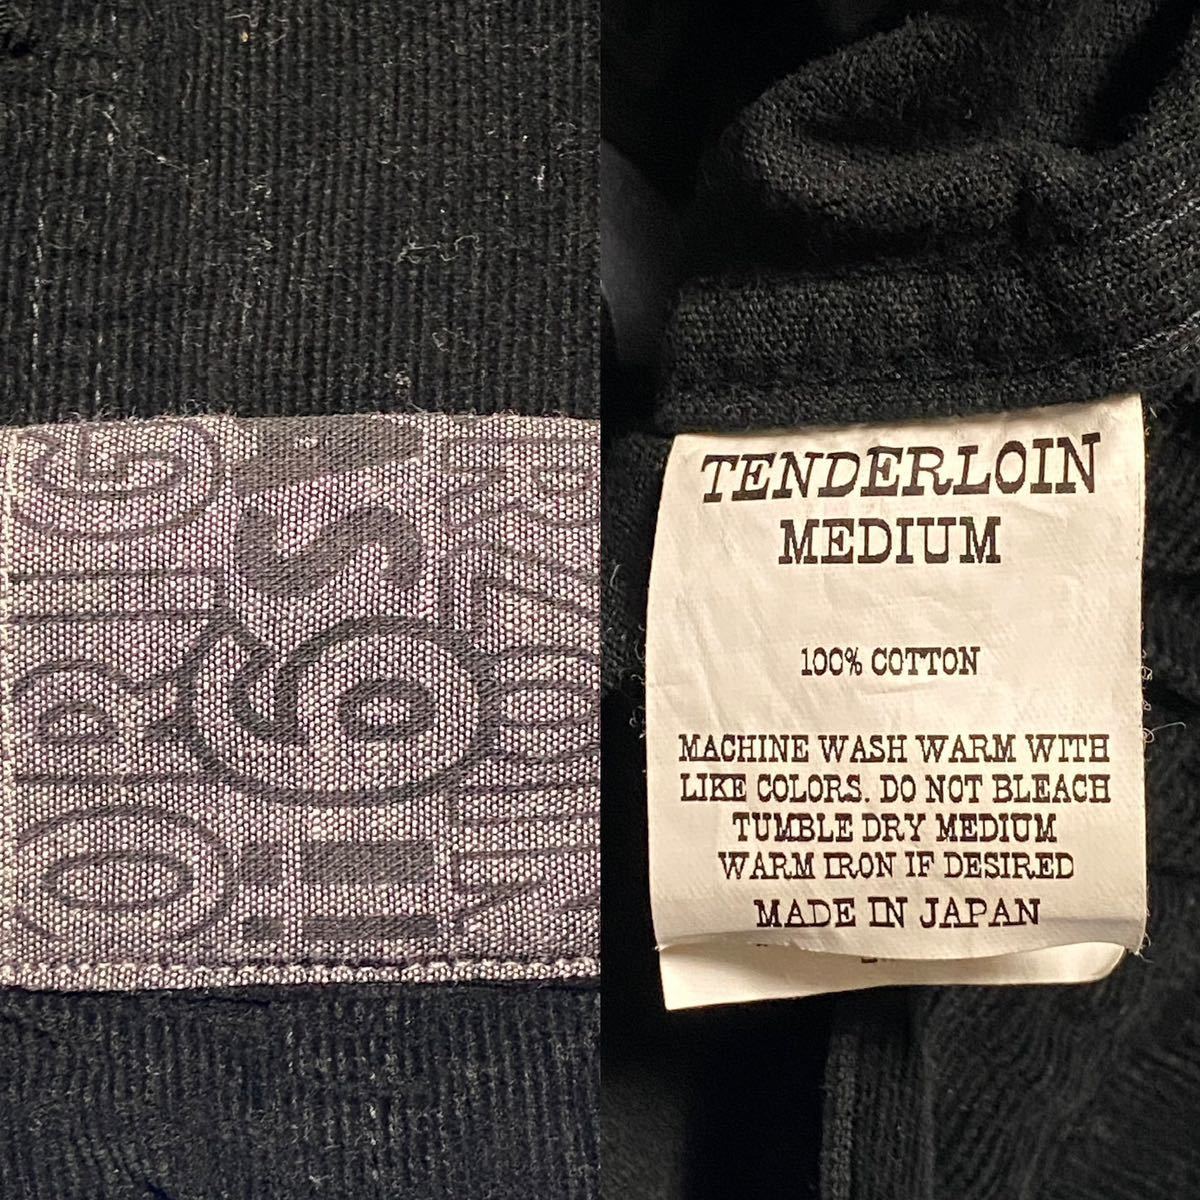 ORIG
TENDERLOIN
MEDIUM
100% COTTON
MACHINE WASH WARM WITH
LIKE COLORS. DO NOT BLEACH
TUMBLE DRY MEDIUM
WARM IRON IF DESIRED
MADE IN JAPAN